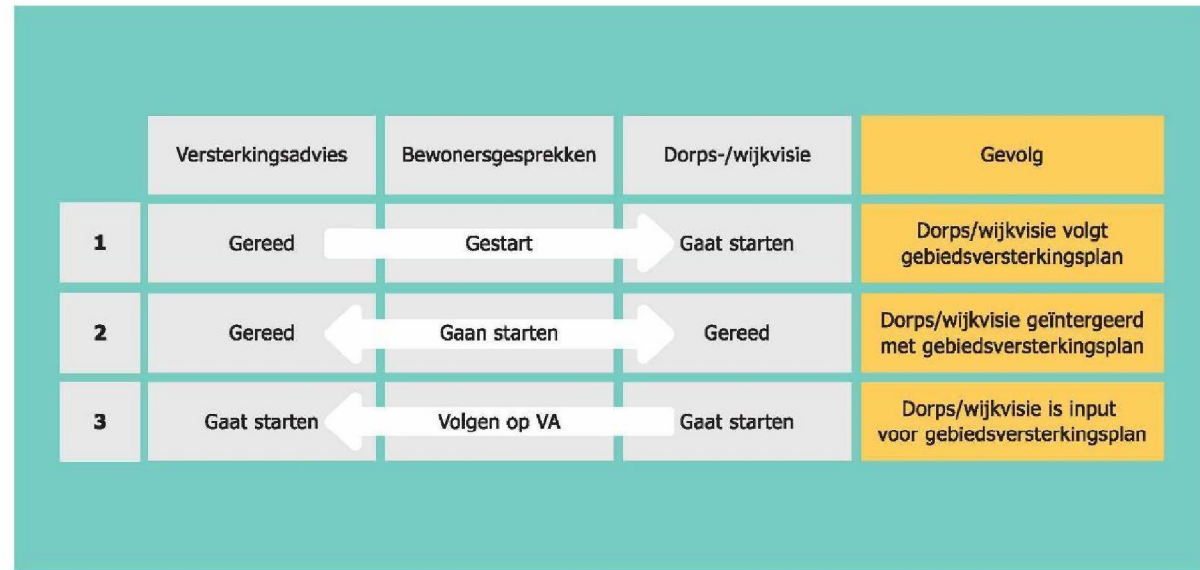 Versterkingsadvies Bewonersgesprekken Dorps-/wijkvisie Gevolg
1 Gereed Gestart Gaat starten Dorps/wijkvisie volgt
gebiedsversterkingsplan
2 Gereed Gaan starten Gereed Dorps/wijkvisie geïntergeerd
met gebiedsversterkingsplan
3 Gaat starten Volgen op VA Gaat starten Dorps/wijkvisie is input
voor gebiedsversterkingsplan